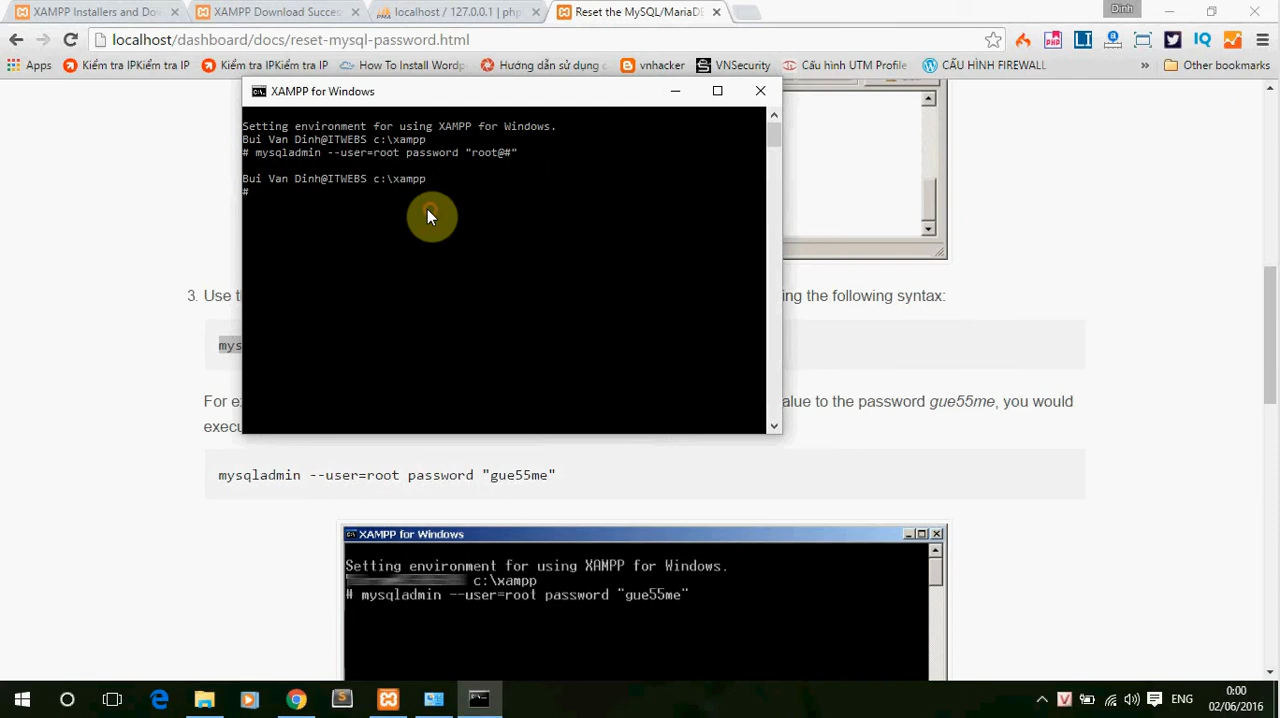 XAMPP Installers and Dow
XAMPP Download Succes
localhost / 127.0.0.1 | php
Reset the MySQL/MariaDE
Dinh
localhost/dashboard/docs/reset-mysql-password.html
Apps
Kiểm tra IPKiểm tra IP
Kiểm tra IPKiểm tra IP
How To Install Wordp
Hướng dẫn sử dụng
vnhacker
VNSecurity
Cấu hình UTM Profile
CẤU HÌNH FIREWALL
»
Other bookmarks
XAMPP for Windows
Setting environment for using XAMPP for Windows.
Bui Van Dinh@ITWEBS c:\xampp
# mysqladmin --user=root password "root@#"
Bui Van Dinh@ITWEBS c:\xampp
#
3. Use t
ing the following syntax:
mys
For e
alue to the password gue55me, you would
execu
mysqladmin --user=root password "gue55me"
XAMPP for Windows
Setting environment for using XAMPP for Windows.
c:\xampp
# mysqladmin --user=root password "gue55me"
ENG
0:00
02/06/2016